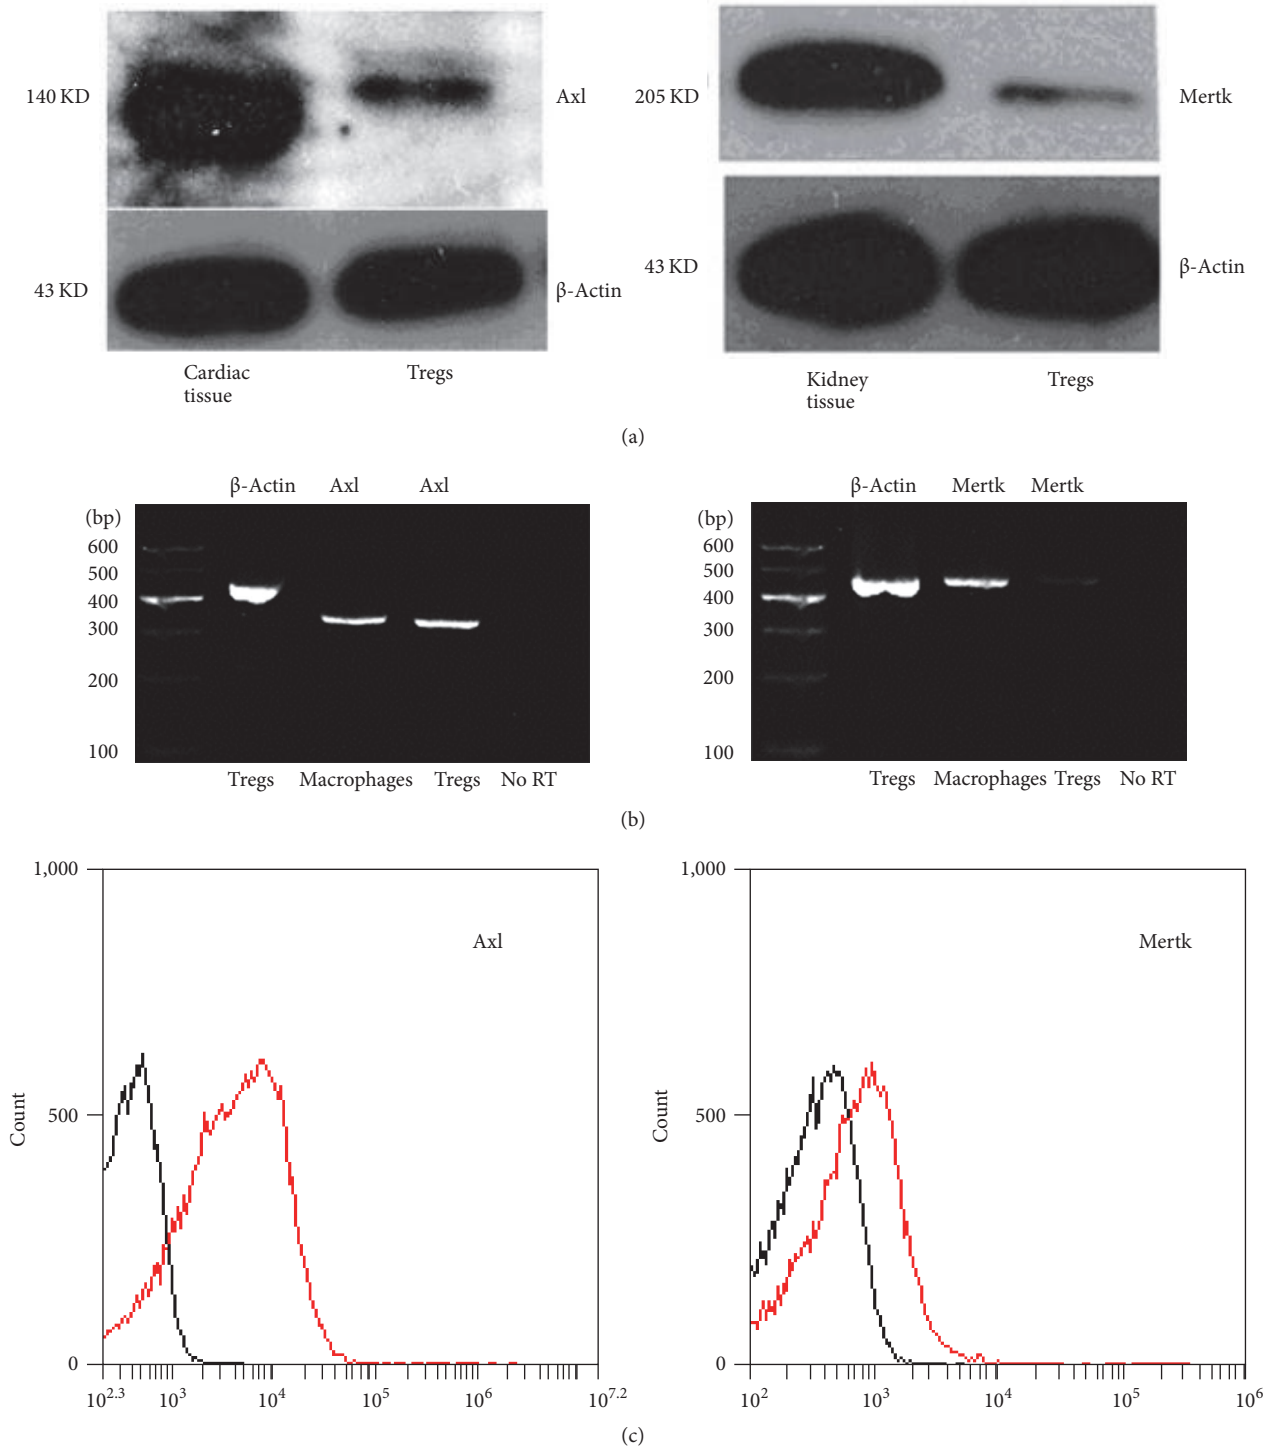 140 KD
Axl
205 KD
Mertk
43 KD
β-Actin
43 KD
β-Actin
Cardiac
tissue
Tregs
Kidney
tissue
Tregs
(a)
β-Actin Axl Axl
(bp)
600
500
400
300
200
100
Tregs Macrophages Tregs No RT
β-Actin Mertk Mertk
(bp)
600
500
400
300
200
100
Tregs Macrophages Tregs No RT
(b)
1,000
500
0
Count
Axl
10^2.3 10^3 10^4 10^5 10^6 10^7.2
1,000
500
0
Count
Mertk
10^2 10^3 10^4 10^5 10^6
(c)